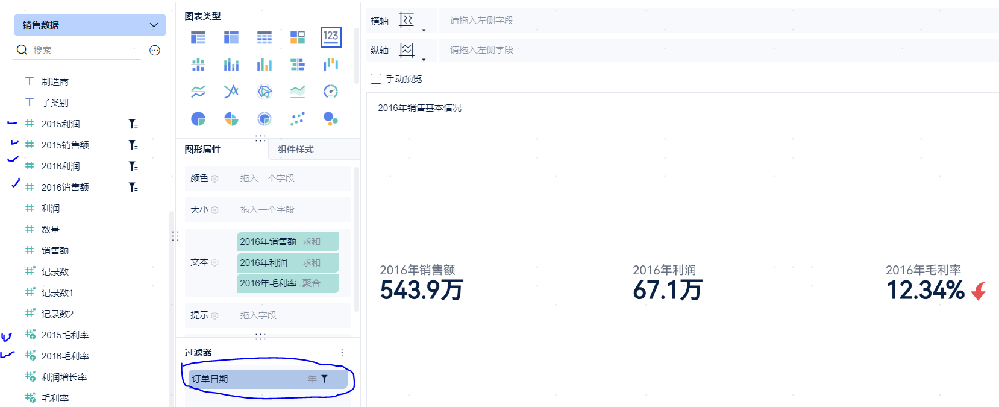 销售数据
搜索
制造商
子类别
2015利润
2015销售额
2016利润
2016销售额
利润
数量
销售额
记录数
记录数1
记录数2
2015毛利率
2016毛利率
利润增长率
毛利率
图表类型
123
图形属性
组件样式
颜色 拖入一个字段
大小 拖入一个字段
文本
2016年销售额 求和
2016年利润 求和
2016年毛利率 聚合
提示 拖入字段
过滤器
订单日期 年
横轴 请拖入左侧字段
纵轴 请拖入左侧字段
手动预览
2016年销售基本情况
2016年销售额
543.9万
2016年利润
67.1万
2016年毛利率
12.34%